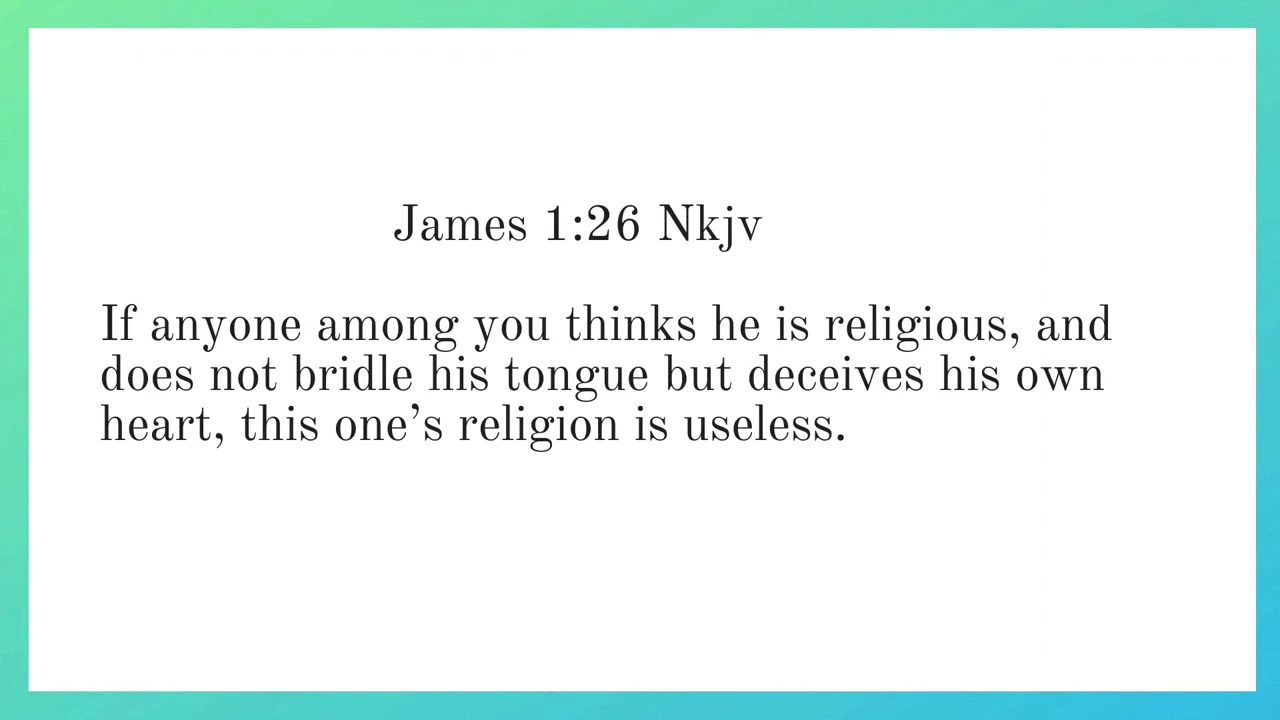 James 1:26 Nkjv
If anyone among you thinks he is religious, and
does not bridle his tongue but deceives his own
heart, this one’s religion is useless.